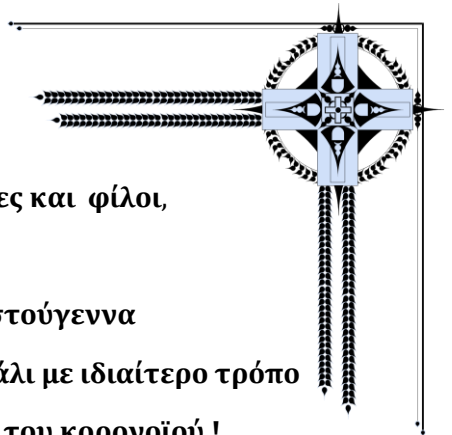 ες και φίλοι,
στούγεννα
άλι με ιδιαίτερο τρόπο
του κορονοϊού !